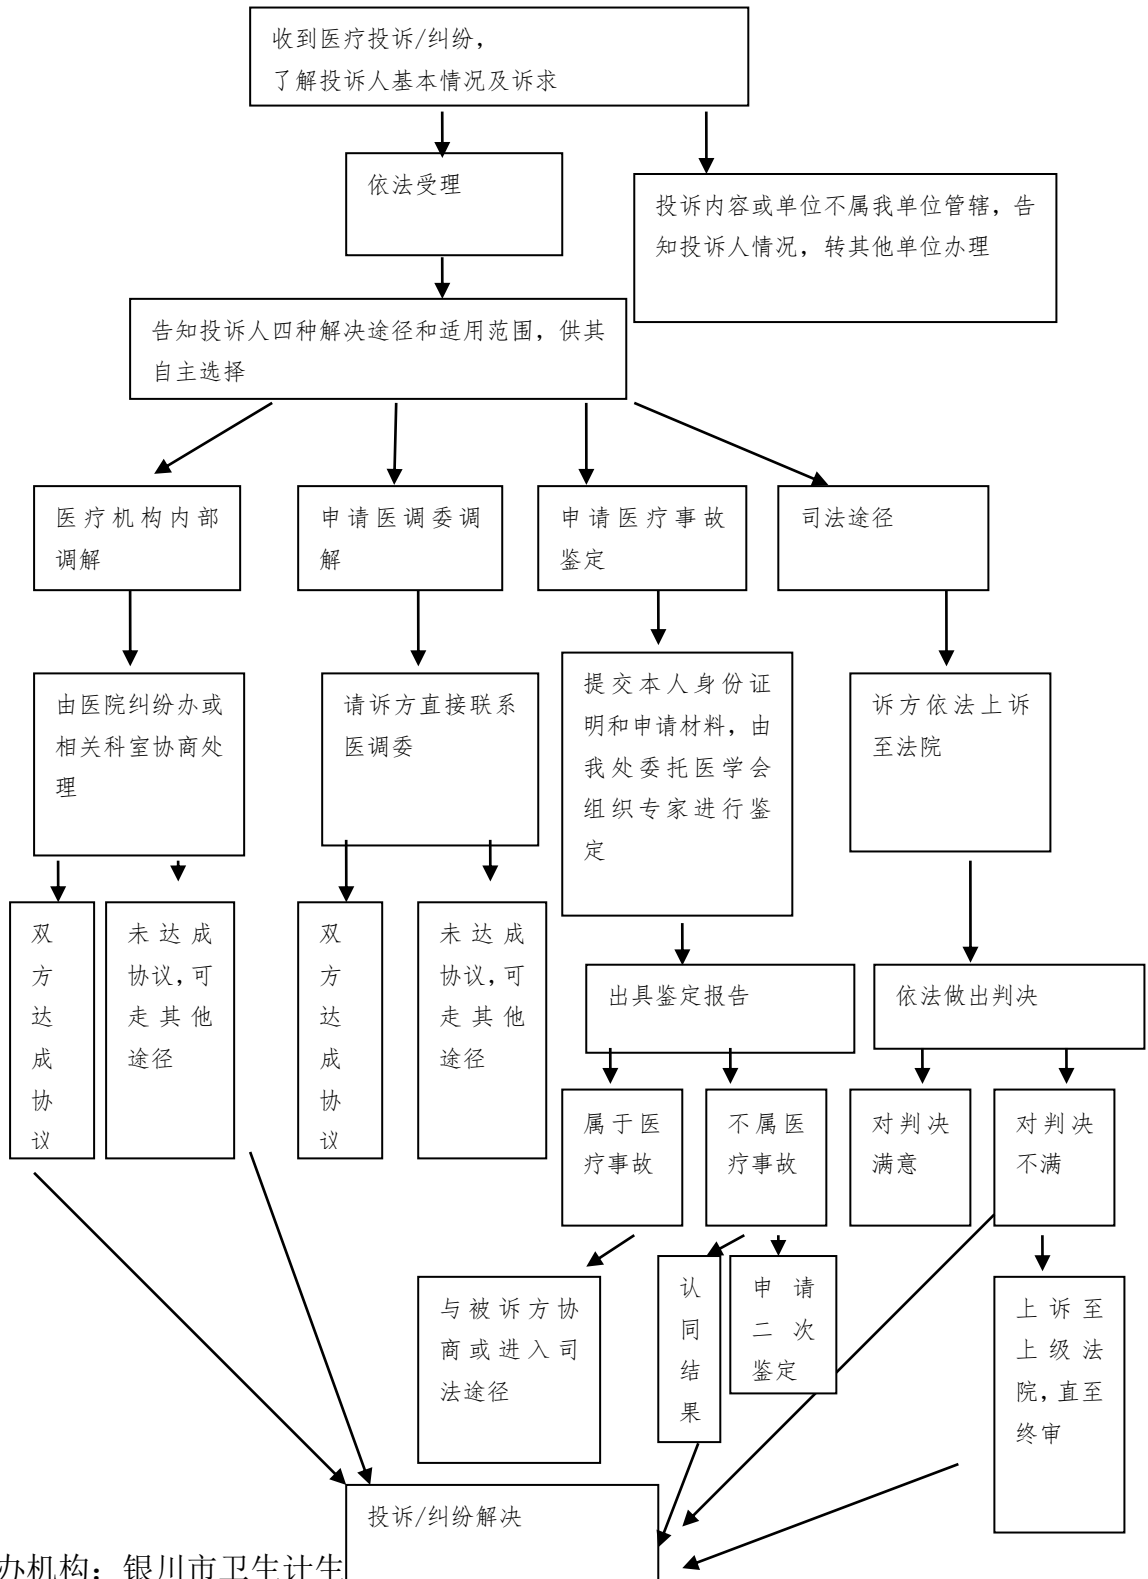 收到医疗投诉/纠纷，
了解投诉人基本情况及诉求
依法受理
投诉内容或单位不属我单位管辖，告
知投诉人情况，转其他单位办理
告知投诉人四种解决途径和适用范围，供其
自主选择
医疗机构内部
调解
申请医调委调
解
申请医疗事故
鉴定
司法途径
由医院纠纷办或
相关科室协商处
理
请诉方直接联系
医调委
提交本人身份证
明和申请材料，由
我处委托医学会
组织专家进行鉴
定
诉方依法上诉
至法院
双
方
达
成
协
议
未达成
协议，可
走其他
途径
双
方
达
成
协
议
未达成
协议，可
走其他
途径
出具鉴定报告
依法做出判决
属于医
疗事故
不属医
疗事故
对判决
满意
对判决
不满
与被诉方协
商或进入司
法途径
认
同
结
果
申请
二次
鉴定
上诉至
上级法
院，直至
终审
投诉/纠纷解决
办机构：银川市卫生计生